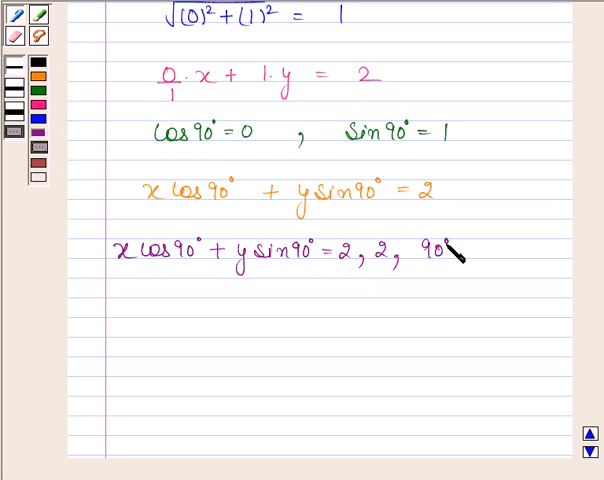 √(0)² + (1)² = 1
0/1 · x + 1 · y = 2
cos 90° = 0 , sin 90° = 1
x cos 90° + y sin 90° = 2
x cos 90° + y sin 90° = 2, 2, 90°